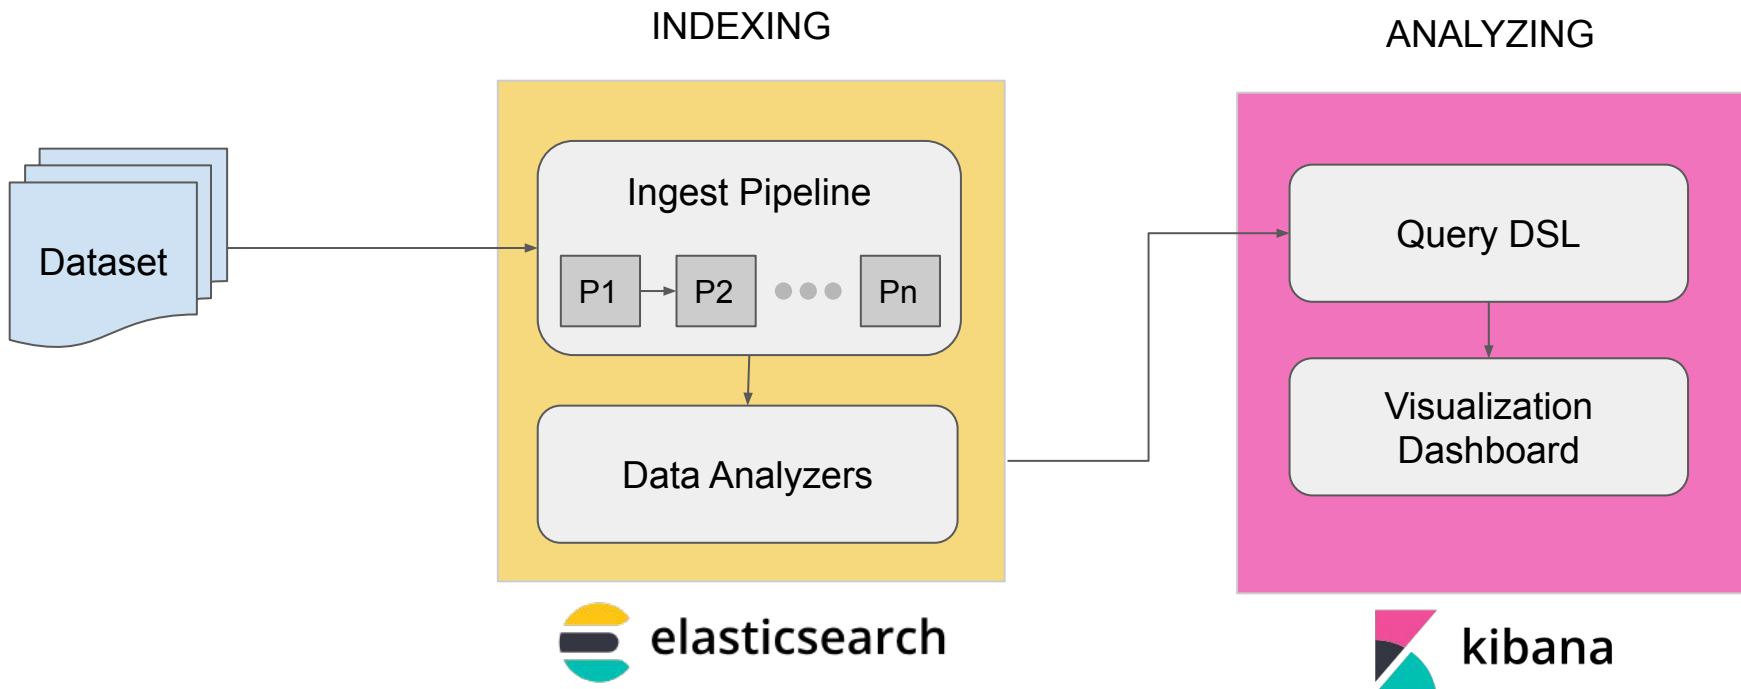 INDEXING
ANALYZING
Dataset
Ingest Pipeline
P1
P2
Pn
Data Analyzers
Query DSL
Visualization
Dashboard
elasticsearch
kibana